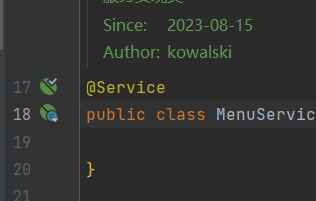 Since: 2023-08-15
Author: kowalski
17 @Service
18 public class MenuServic
19
20 }
21